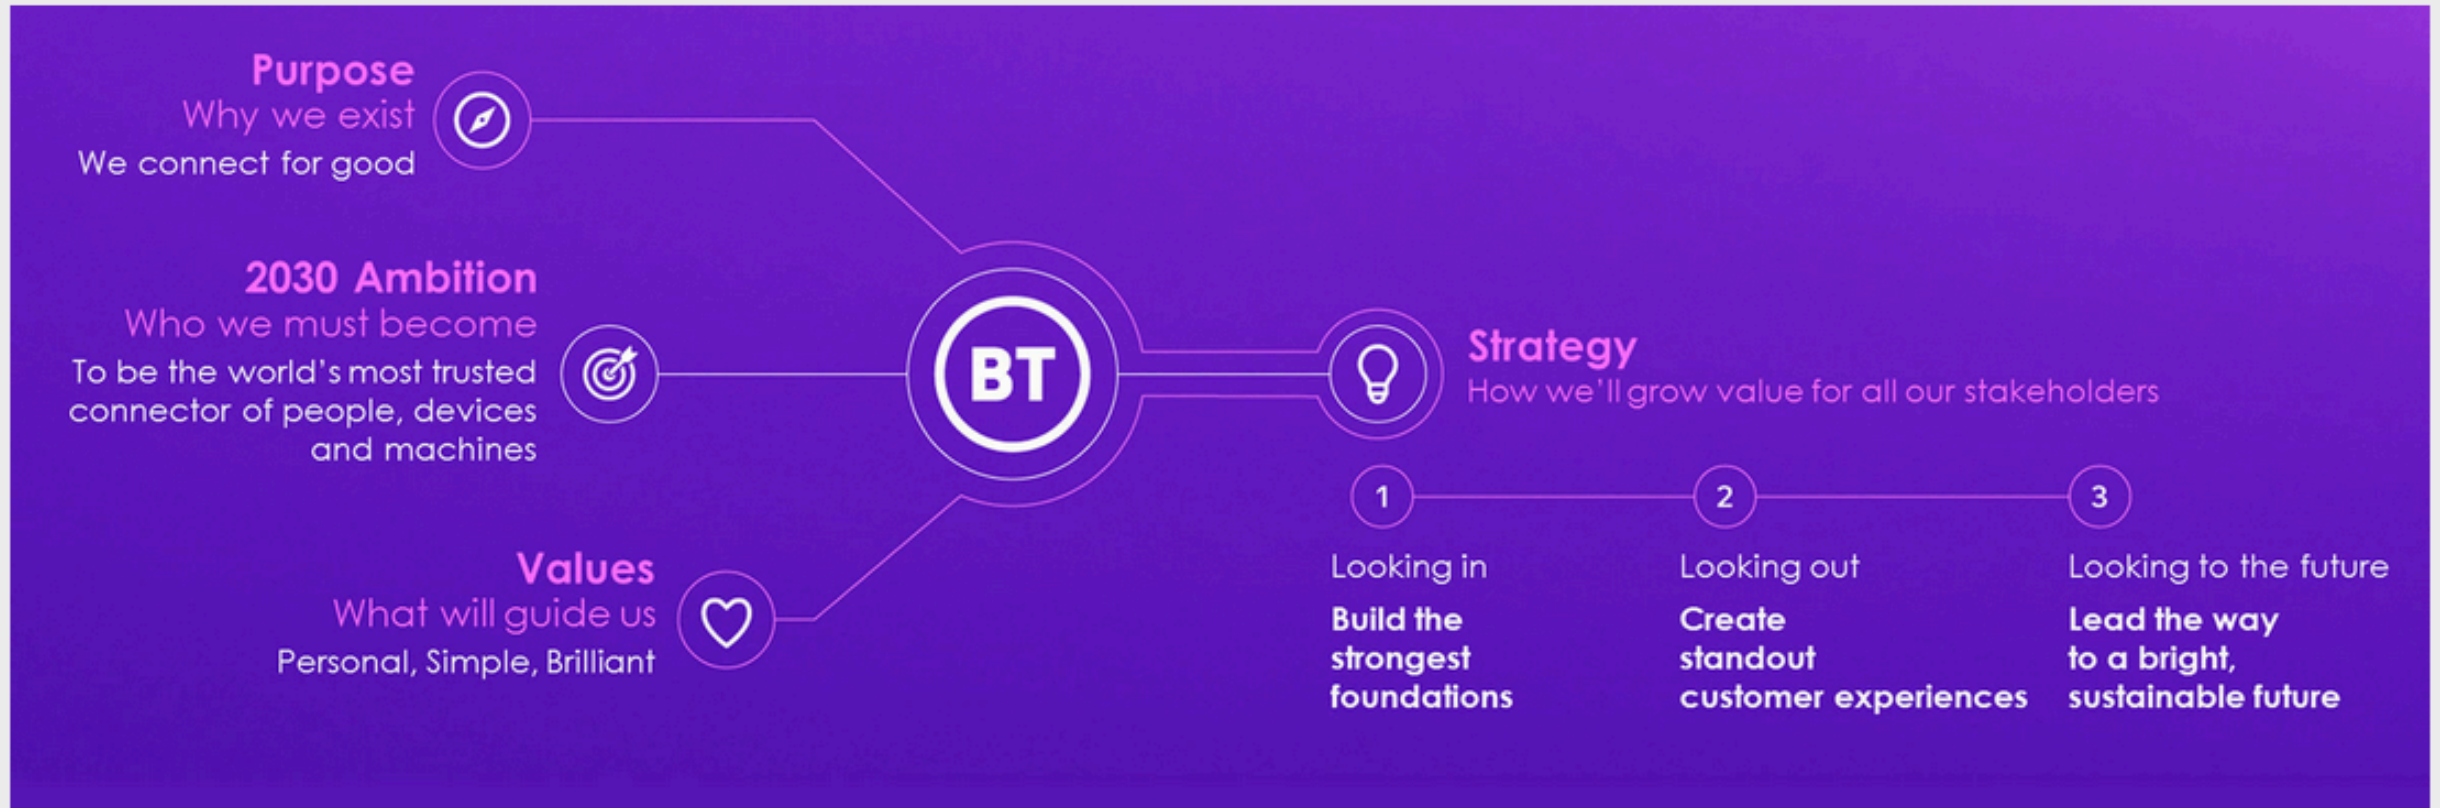 Purpose
Why we exist
We connect for good
2030 Ambition
Who we must become
To be the world's most trusted
connector of people, devices
and machines
Values
What will guide us
Personal, Simple, Brilliant
BT
Strategy
How we'll grow value for all our stakeholders
1
Looking in
Build the
strongest
foundations
2
Looking out
Create
standout
customer experiences
3
Looking to the future
Lead the way
to a bright,
sustainable future